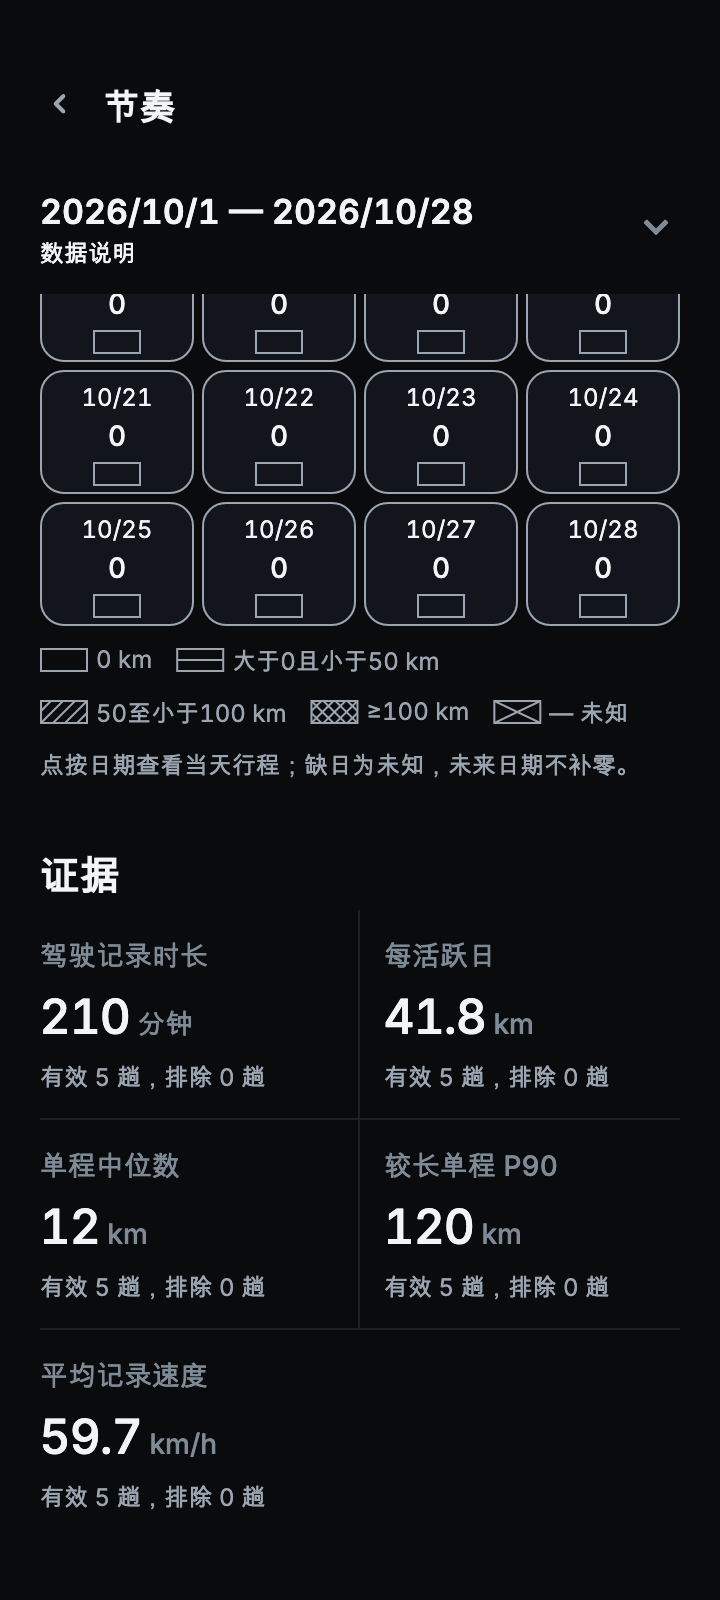 节奏
2026/10/1 — 2026/10/28
数据说明
0 0 0 0
10/21 10/22 10/23 10/24
0 0 0 0
10/25 10/26 10/27 10/28
0 0 0 0
0 km 大于0且小于50 km
50至小于100 km ≥100 km — 未知
点按日期查看当天行程；缺日为未知，未来日期不补零。
证据
驾驶记录时长 每活跃日
210 分钟 41.8 km
有效 5 趟，排除 0 趟 有效 5 趟，排除 0 趟
单程中位数 较长单程 P90
12 km 120 km
有效 5 趟，排除 0 趟 有效 5 趟，排除 0 趟
平均记录速度
59.7 km/h
有效 5 趟，排除 0 趟